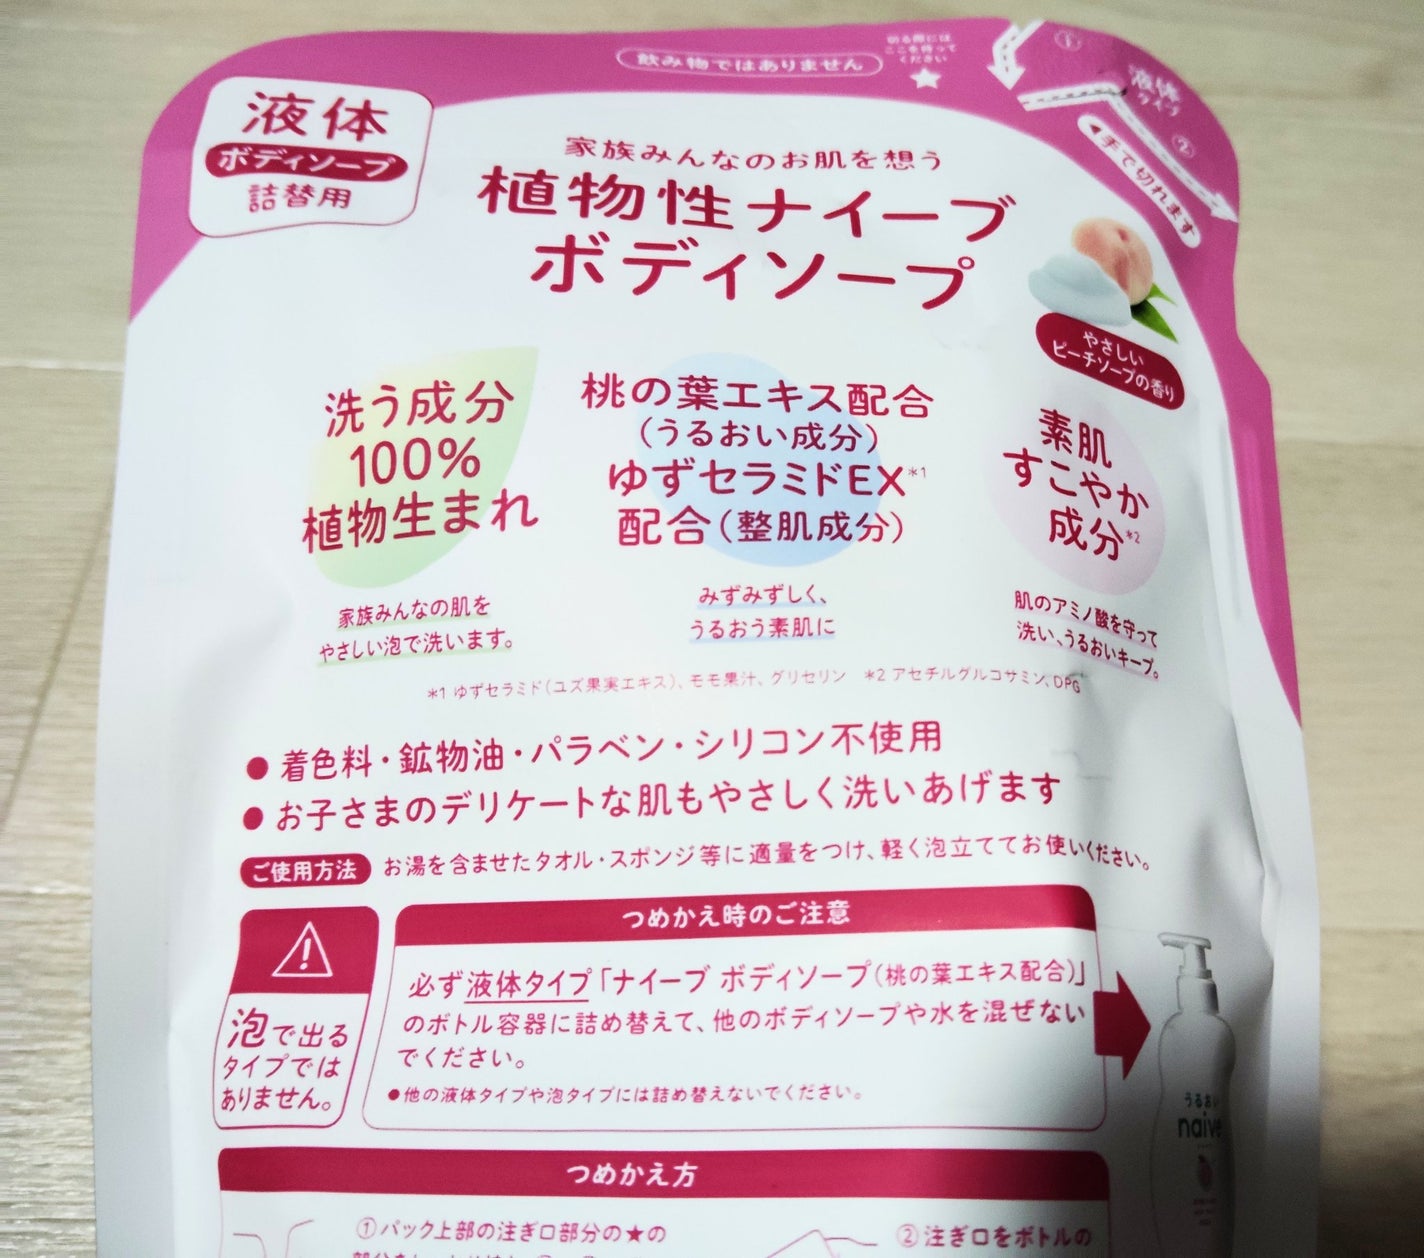 飲み物ではありません
切る際には
ここを持って
ください
★
①
液体
タイプ
②
◀手で切れます
液体
ボディソープ
詰替用
家族みんなのお肌を想う
植物性ナイーブ
ボディソープ
やさしい
ピーチソープの香り
洗う成分
100%
植物生まれ
家族みんなの肌を
やさしい泡で洗います。
桃の葉エキス配合
(うるおい成分)
ゆずセラミドEX*1
配合(整肌成分)
みずみずしく、
うるおう素肌に
素肌
すこやか
成分*2
肌のアミノ酸を守って
洗い、うるおいキープ。
*1 ゆずセラミド(ユズ果実エキス)、モモ果汁、グリセリン *2 アセチルグルコサミン、DPG
● 着色料・鉱物油・パラベン・シリコン不使用
● お子さまのデリケートな肌もやさしく洗いあげます
ご使用方法 お湯を含ませたタオル・スポンジ等に適量をつけ、軽く泡立ててお使いください。
泡で出る
タイプでは
ありません。
つめかえ時のご注意
必ず液体タイプ「ナイーブ ボディソープ(桃の葉エキス配合)」
のボトル容器に詰め替えて、他のボディソープや水を混ぜない
でください。
●他の液体タイプや泡タイプには詰め替えないでください。
うるおい
naive
つめかえ方
①パック上部の注ぎ口部分の★の
②注ぎ口をボトルの